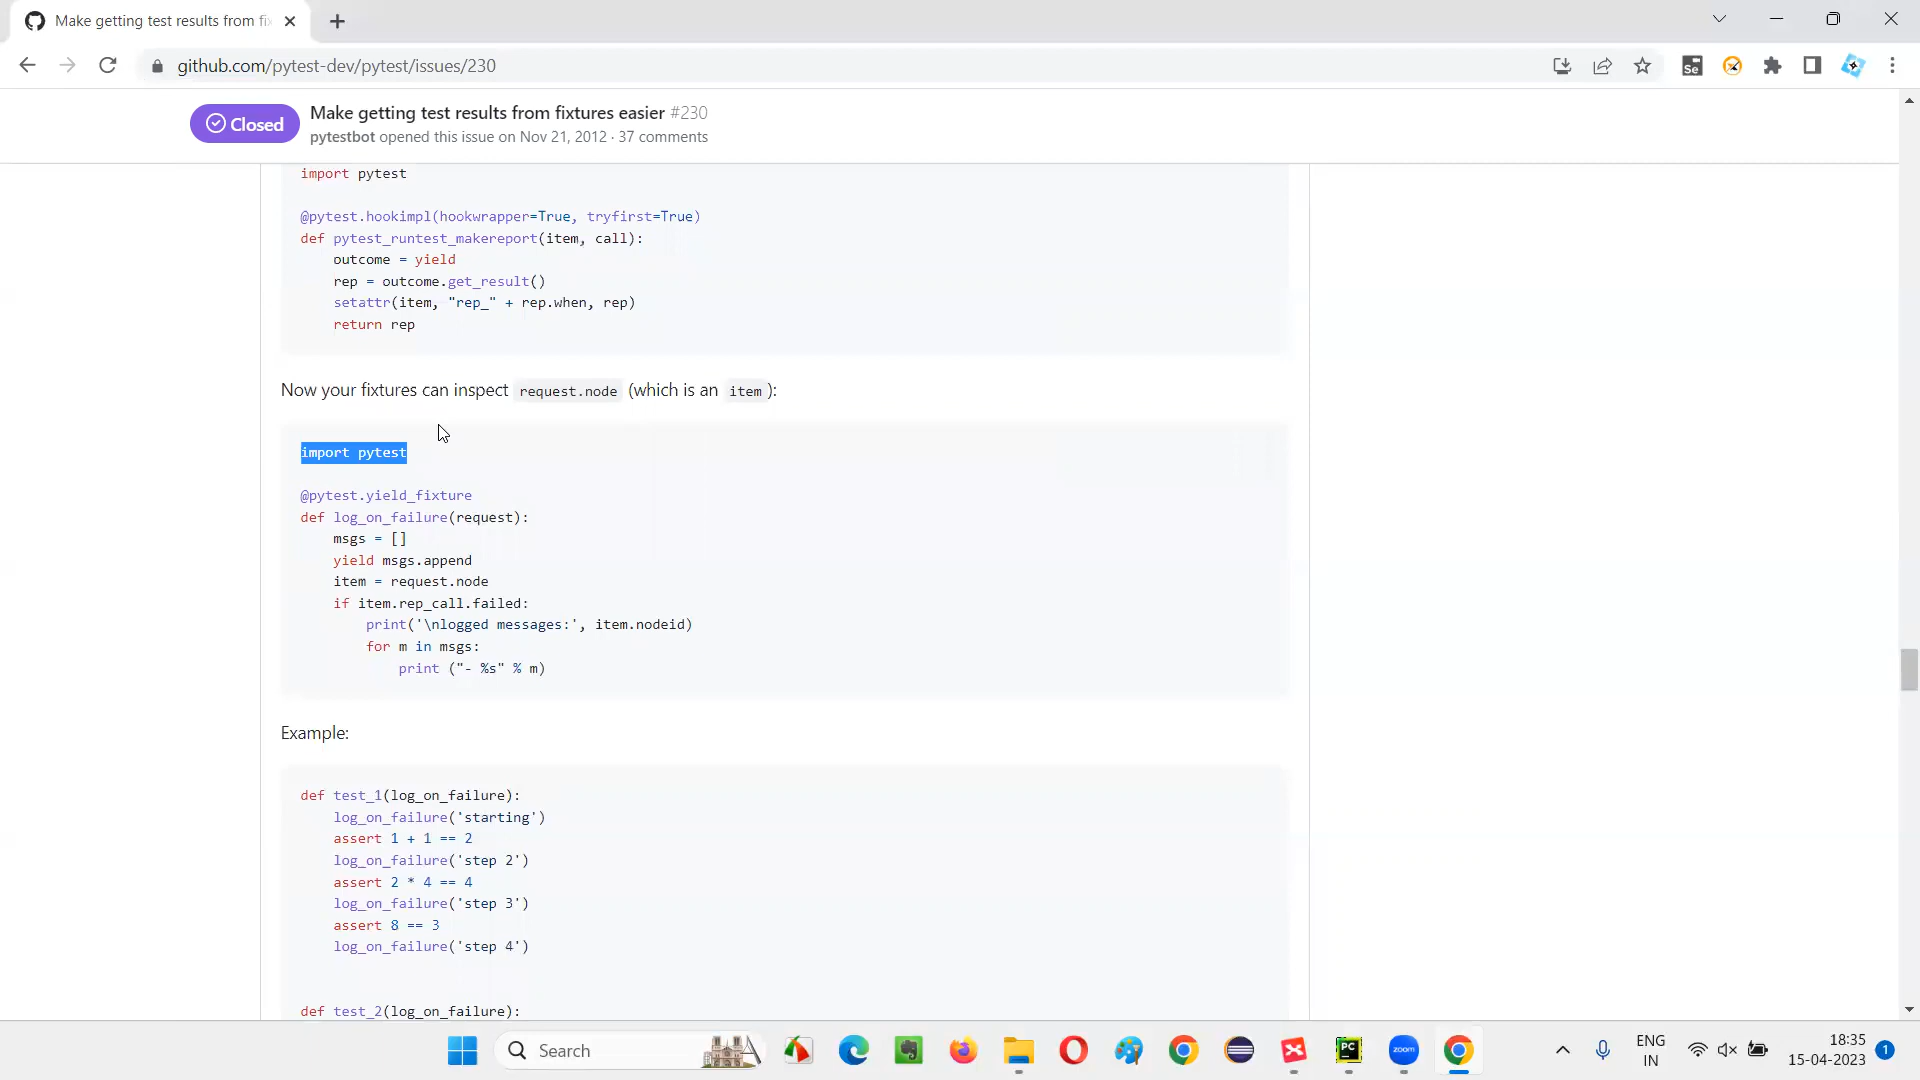 Make getting test results from fix
github.com/pytest-dev/pytest/issues/230
Closed
Make getting test results from fixtures easier #230
pytestbot opened this issue on Nov 21, 2012 · 37 comments
import pytest
@pytest.hookimpl(hookwrapper=True, tryfirst=True)
def pytest_runtest_makereport(item, call):
    outcome = yield
    rep = outcome.get_result()
    setattr(item, "rep_" + rep.when, rep)
    return rep
Now your fixtures can inspect request.node (which is an item ):
import pytest
@pytest.yield_fixture
def log_on_failure(request):
    msgs = []
    yield msgs.append
    item = request.node
    if item.rep_call.failed:
        print('\nlogged messages:', item.nodeid)
        for m in msgs:
            print ("- %s" % m)
Example:
def test_1(log_on_failure):
    log_on_failure('starting')
    assert 1 + 1 == 2
    log_on_failure('step 2')
    assert 2 * 4 == 4
    log_on_failure('step 3')
    assert 8 == 3
    log_on_failure('step 4')
def test_2(log_on_failure):
Se
Search
PC
zoom
ENG
IN
18:35
15-04-2023
1